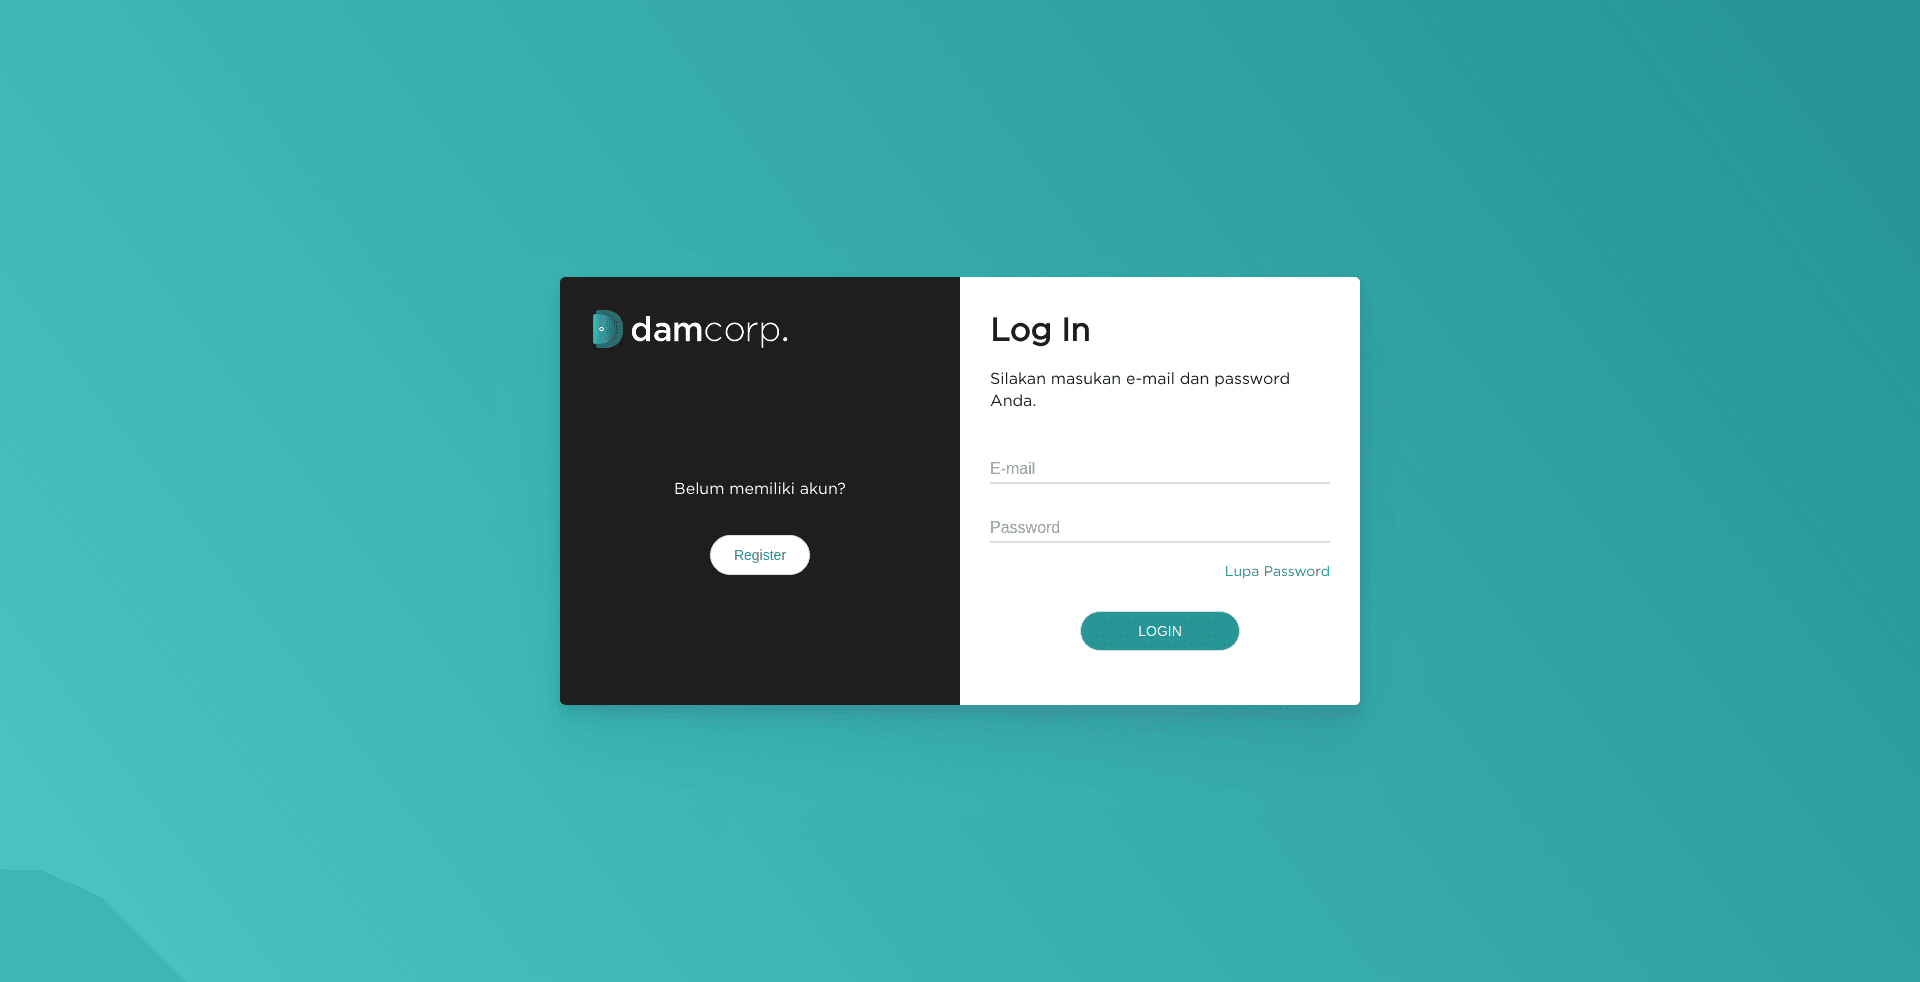 damcorp.
Belum memiliki akun?
Register
Log In
Silakan masukan e-mail dan password
Anda.
E-mail
Password
Lupa Password
LOGIN